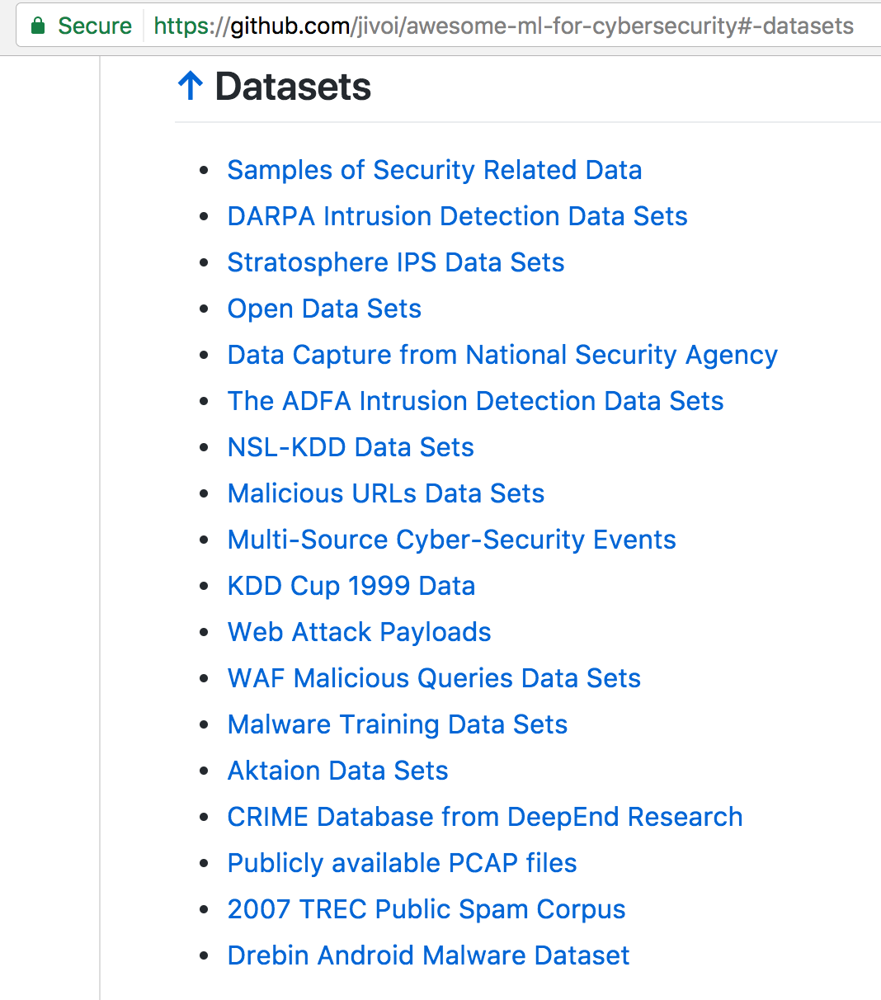 Secure https://github.com/jivoi/awesome-ml-for-cybersecurity#-datasets
↑ Datasets
• Samples of Security Related Data
• DARPA Intrusion Detection Data Sets
• Stratosphere IPS Data Sets
• Open Data Sets
• Data Capture from National Security Agency
• The ADFA Intrusion Detection Data Sets
• NSL-KDD Data Sets
• Malicious URLs Data Sets
• Multi-Source Cyber-Security Events
• KDD Cup 1999 Data
• Web Attack Payloads
• WAF Malicious Queries Data Sets
• Malware Training Data Sets
• Aktaion Data Sets
• CRIME Database from DeepEnd Research
• Publicly available PCAP files
• 2007 TREC Public Spam Corpus
• Drebin Android Malware Dataset